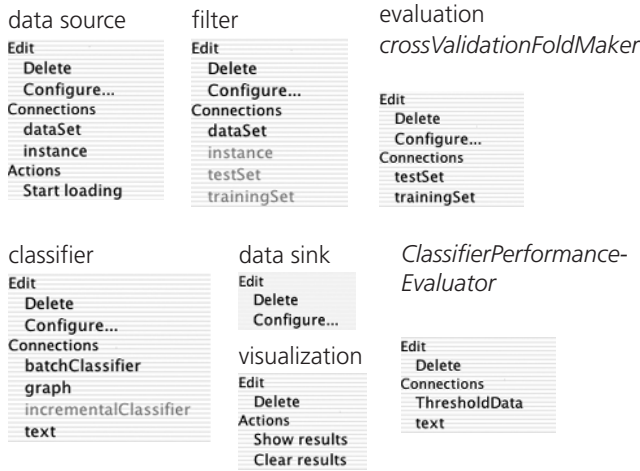 data source
Edit
Delete
Configure...
Connections
dataSet
instance
Actions
Start loading
filter
Edit
Delete
Configure...
Connections
dataSet
instance
testSet
trainingSet
evaluation
crossValidationFoldMaker
Edit
Delete
Configure...
Connections
testSet
trainingSet
classifier
Edit
Delete
Configure...
Connections
batchClassifier
graph
incrementalClassifier
text
data sink
Edit
Delete
Configure...
visualization
Edit
Delete
Actions
Show results
Clear results
ClassifierPerformance-
Evaluator
Edit
Delete
Connections
ThresholdData
text